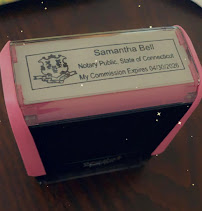 Samantha Bell
Notary Public, State of Connecticut
My Commission Expires 04/30/2026